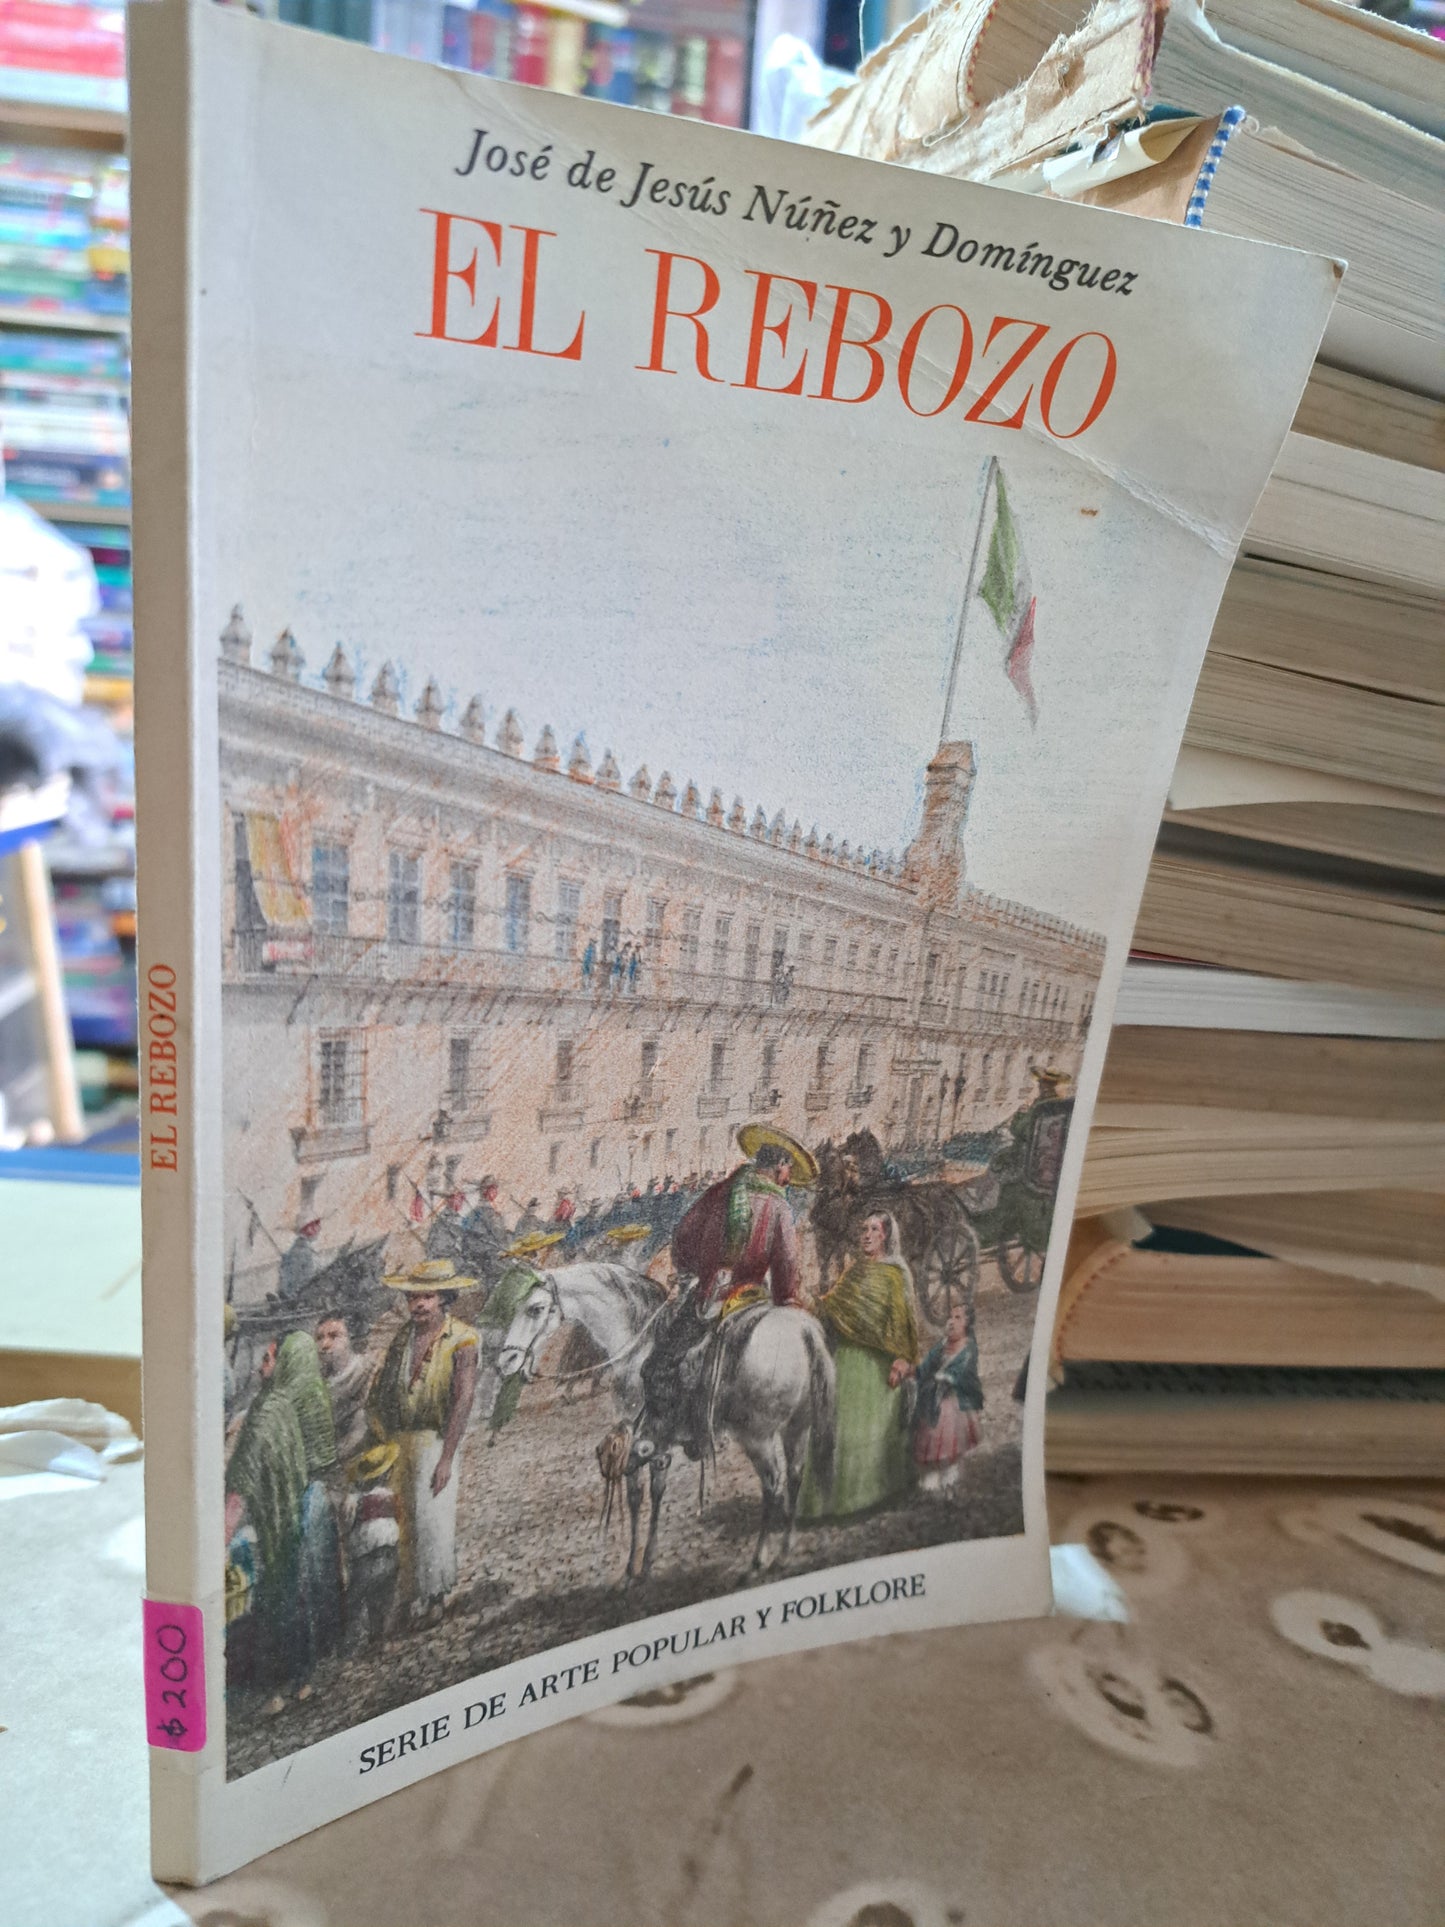 José de Jesús Núñez y Domínguez
EL REBOZO
SERIE DE ARTE POPULAR Y FOLKLORE
EL REBOZO
$200